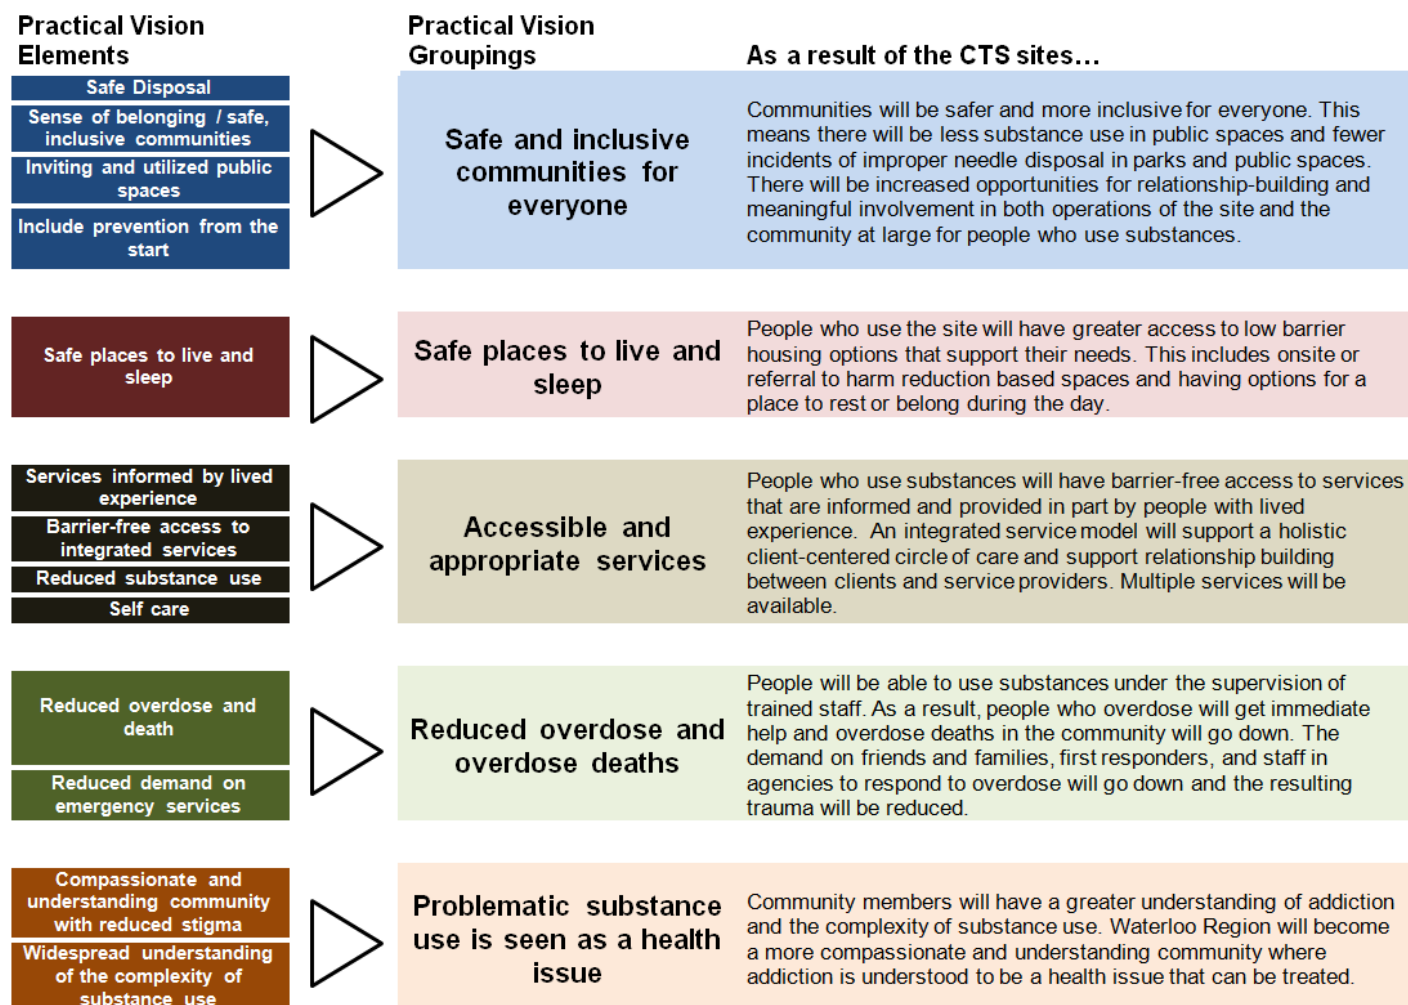 Practical Vision
Elements
Practical Vision
Groupings
As a result of the CTS sites…
Safe Disposal
Sense of belonging / safe,
inclusive communities
Inviting and utilized public
spaces
Include prevention from the
start
Safe and inclusive
communities for
everyone
Communities will be safer and more inclusive for everyone. This
means there will be less substance use in public spaces and fewer
incidents of improper needle disposal in parks and public spaces.
There will be increased opportunities for relationship-building and
meaningful involvement in both operations of the site and the
community at large for people who use substances.
Safe places to live and
sleep
Safe places to live and
sleep
People who use the site will have greater access to low barrier
housing options that support their needs. This includes onsite or
referral to harm reduction based spaces and having options for a
place to rest or belong during the day.
Services informed by lived
experience
Barrier-free access to
integrated services
Reduced substance use
Self care
Accessible and
appropriate services
People who use substances will have barrier-free access to services
that are informed and provided in part by people with lived
experience.  An integrated service model will support a holistic
client-centered circle of care and support relationship building
between clients and service providers. Multiple services will be
available.
Reduced overdose and
death
Reduced demand on
emergency services
Reduced overdose and
overdose deaths
People will be able to use substances under the supervision of
trained staff. As a result, people who overdose will get immediate
help and overdose deaths in the community will go down. The
demand on friends and families, first responders, and staff in
agencies to respond to overdose will go down and the resulting
trauma will be reduced.
Compassionate and
understanding community
with reduced stigma
Widespread understanding
of the complexity of
substance use
Problematic substance
use is seen as a health
issue
Community members will have a greater understanding of addiction
and the complexity of substance use. Waterloo Region will become
a more compassionate and understanding community where
addiction is understood to be a health issue that can be treated.